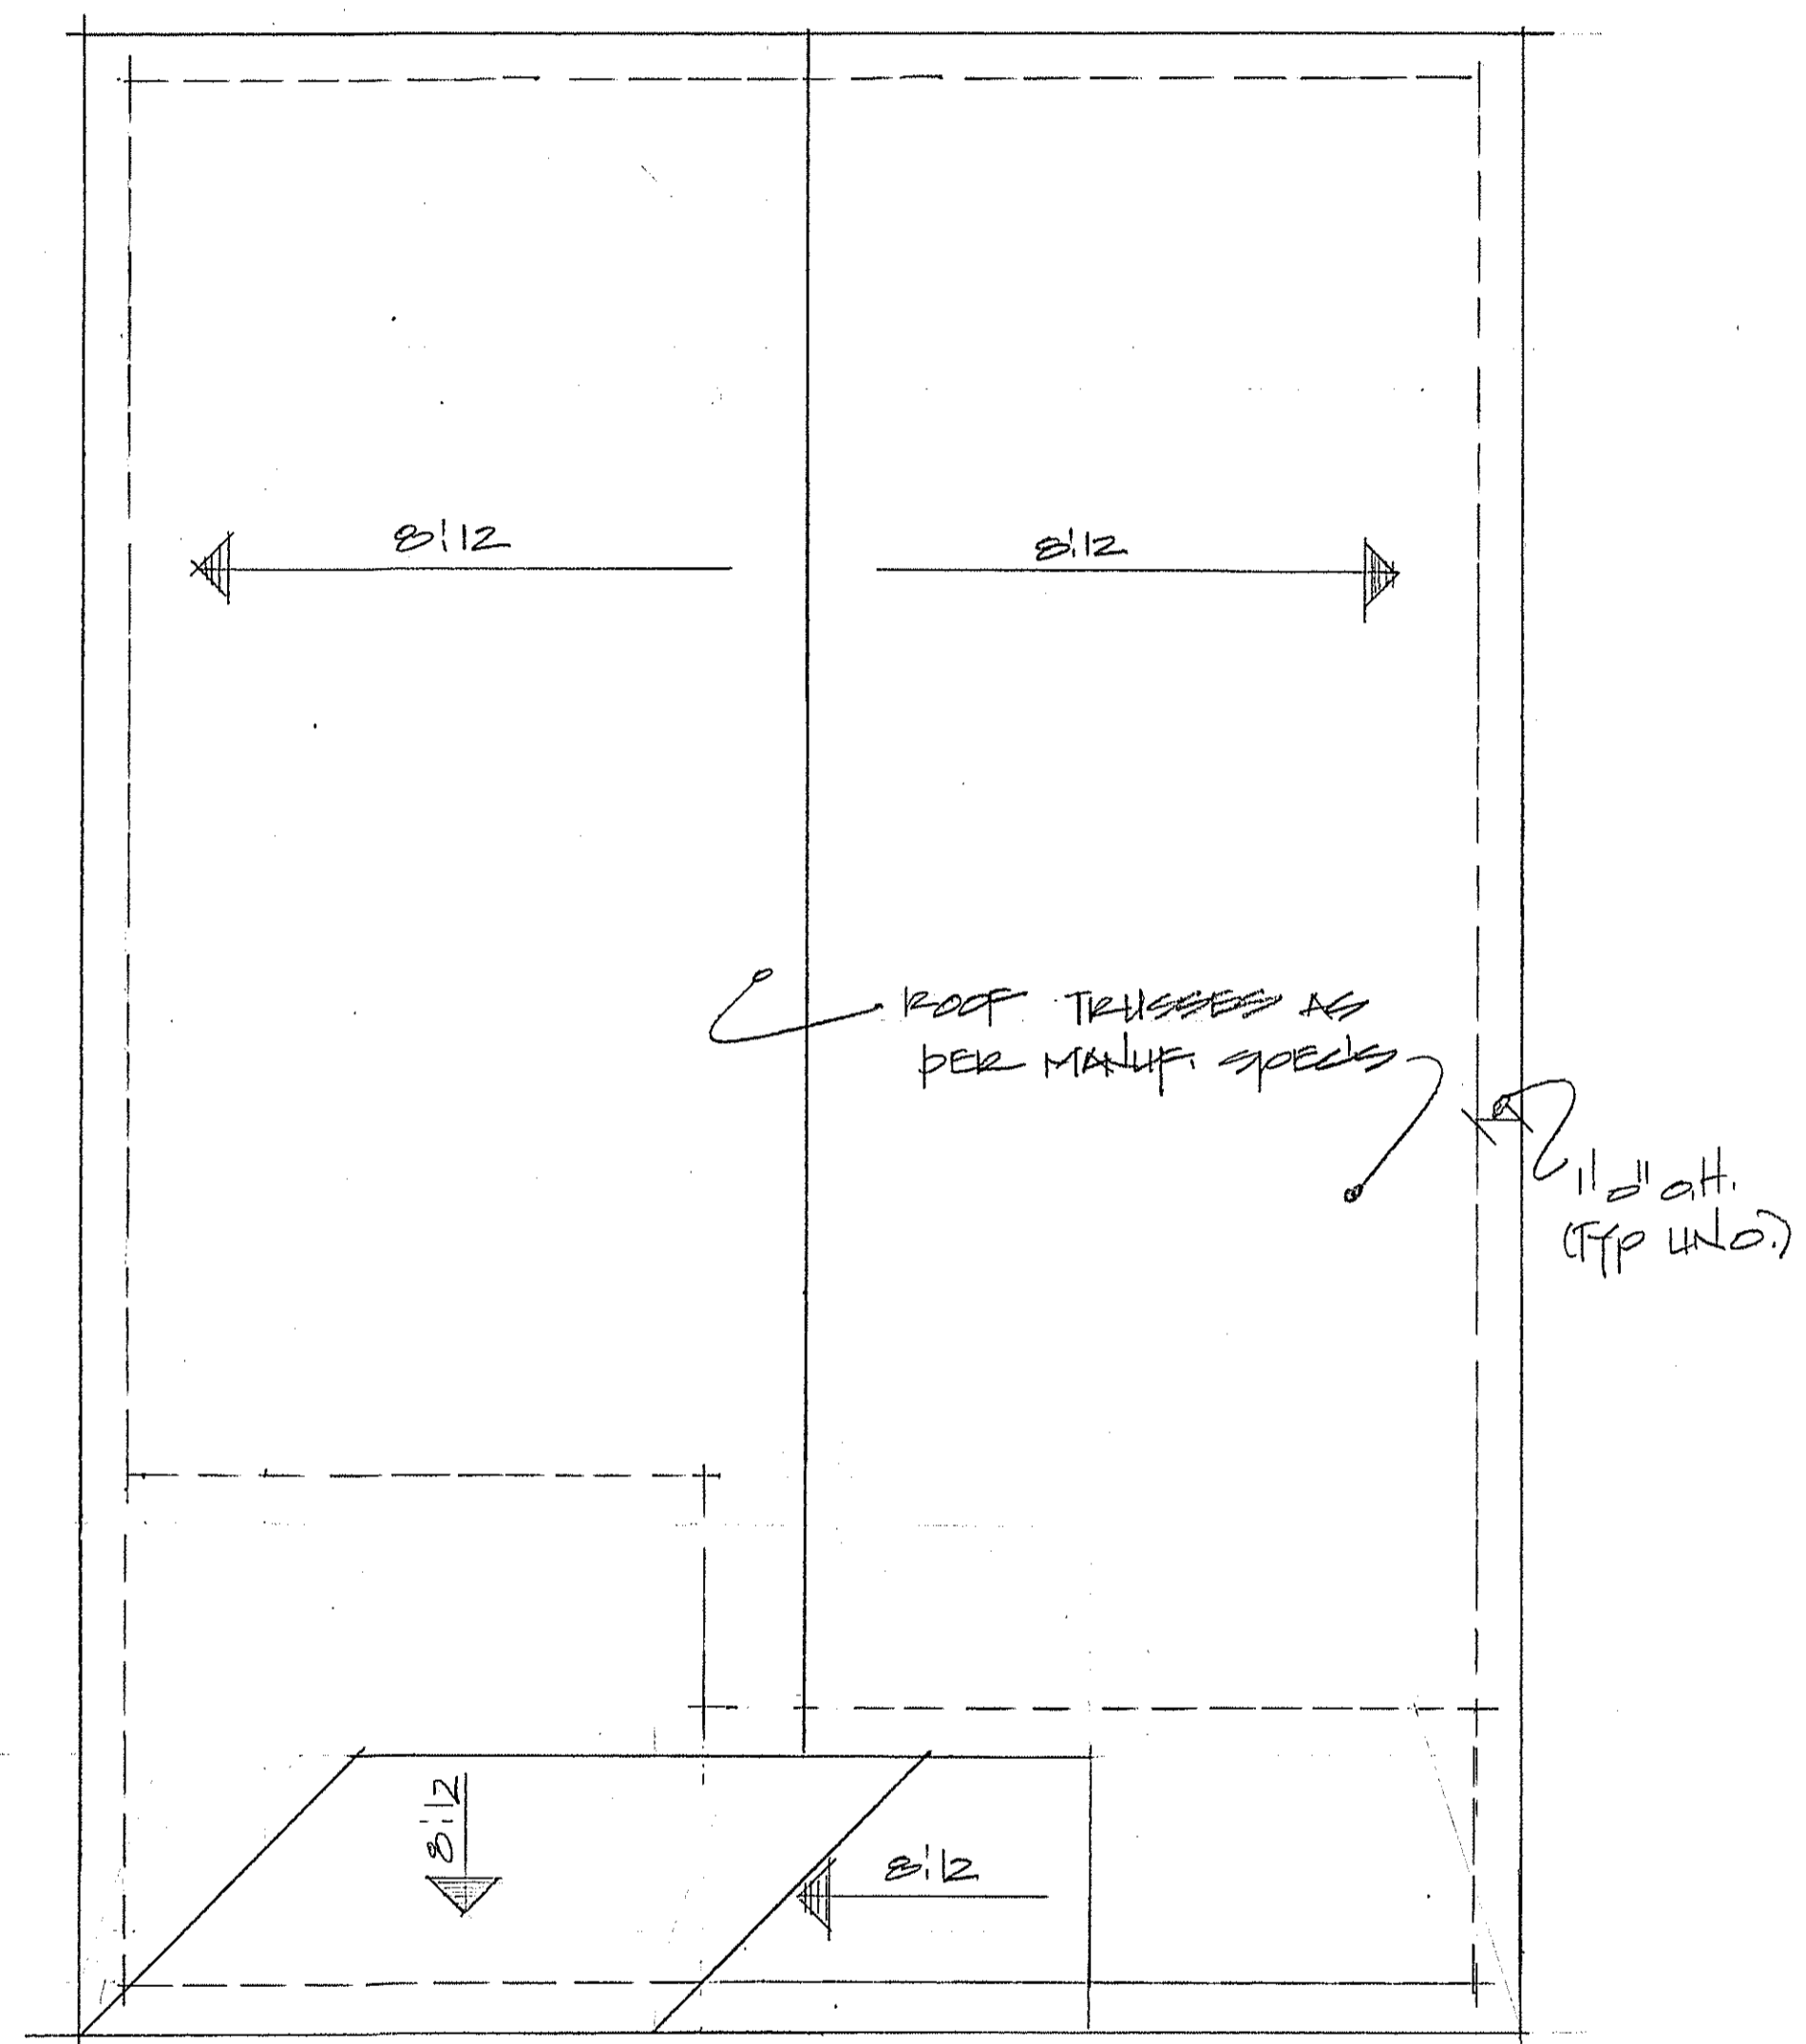 8:12
8:12
ROOF TRUSSES AS
PER MANUF. SPECS
1'0" O.H.
(TYP U.N.O.)
8:12
8:12